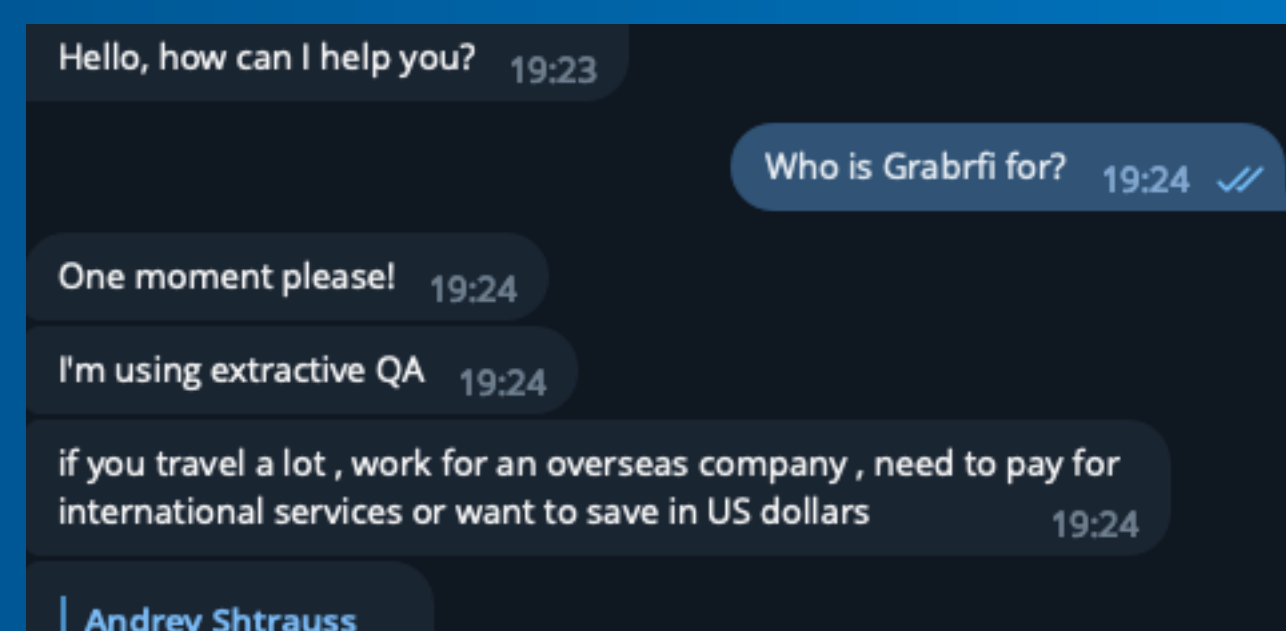 Hello, how can I help you? 19:23
Who is Grabrfi for? 19:24
One moment please! 19:24
I'm using extractive QA 19:24
if you travel a lot , work for an overseas company , need to pay for
international services or want to save in US dollars 19:24
Andrey Shtrauss